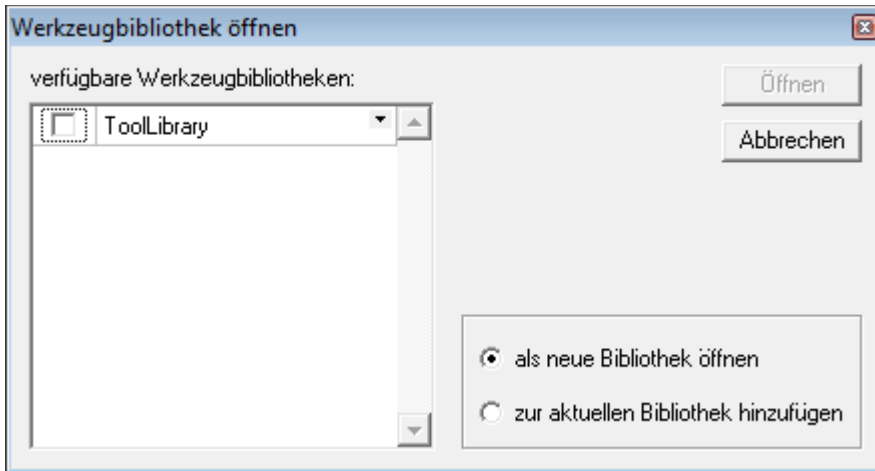 Werkzeugbibliothek öffnen
verfügbare Werkzeugbibliotheken:
ToolLibrary
Öffnen
Abbrechen
als neue Bibliothek öffnen
zur aktuellen Bibliothek hinzufügen